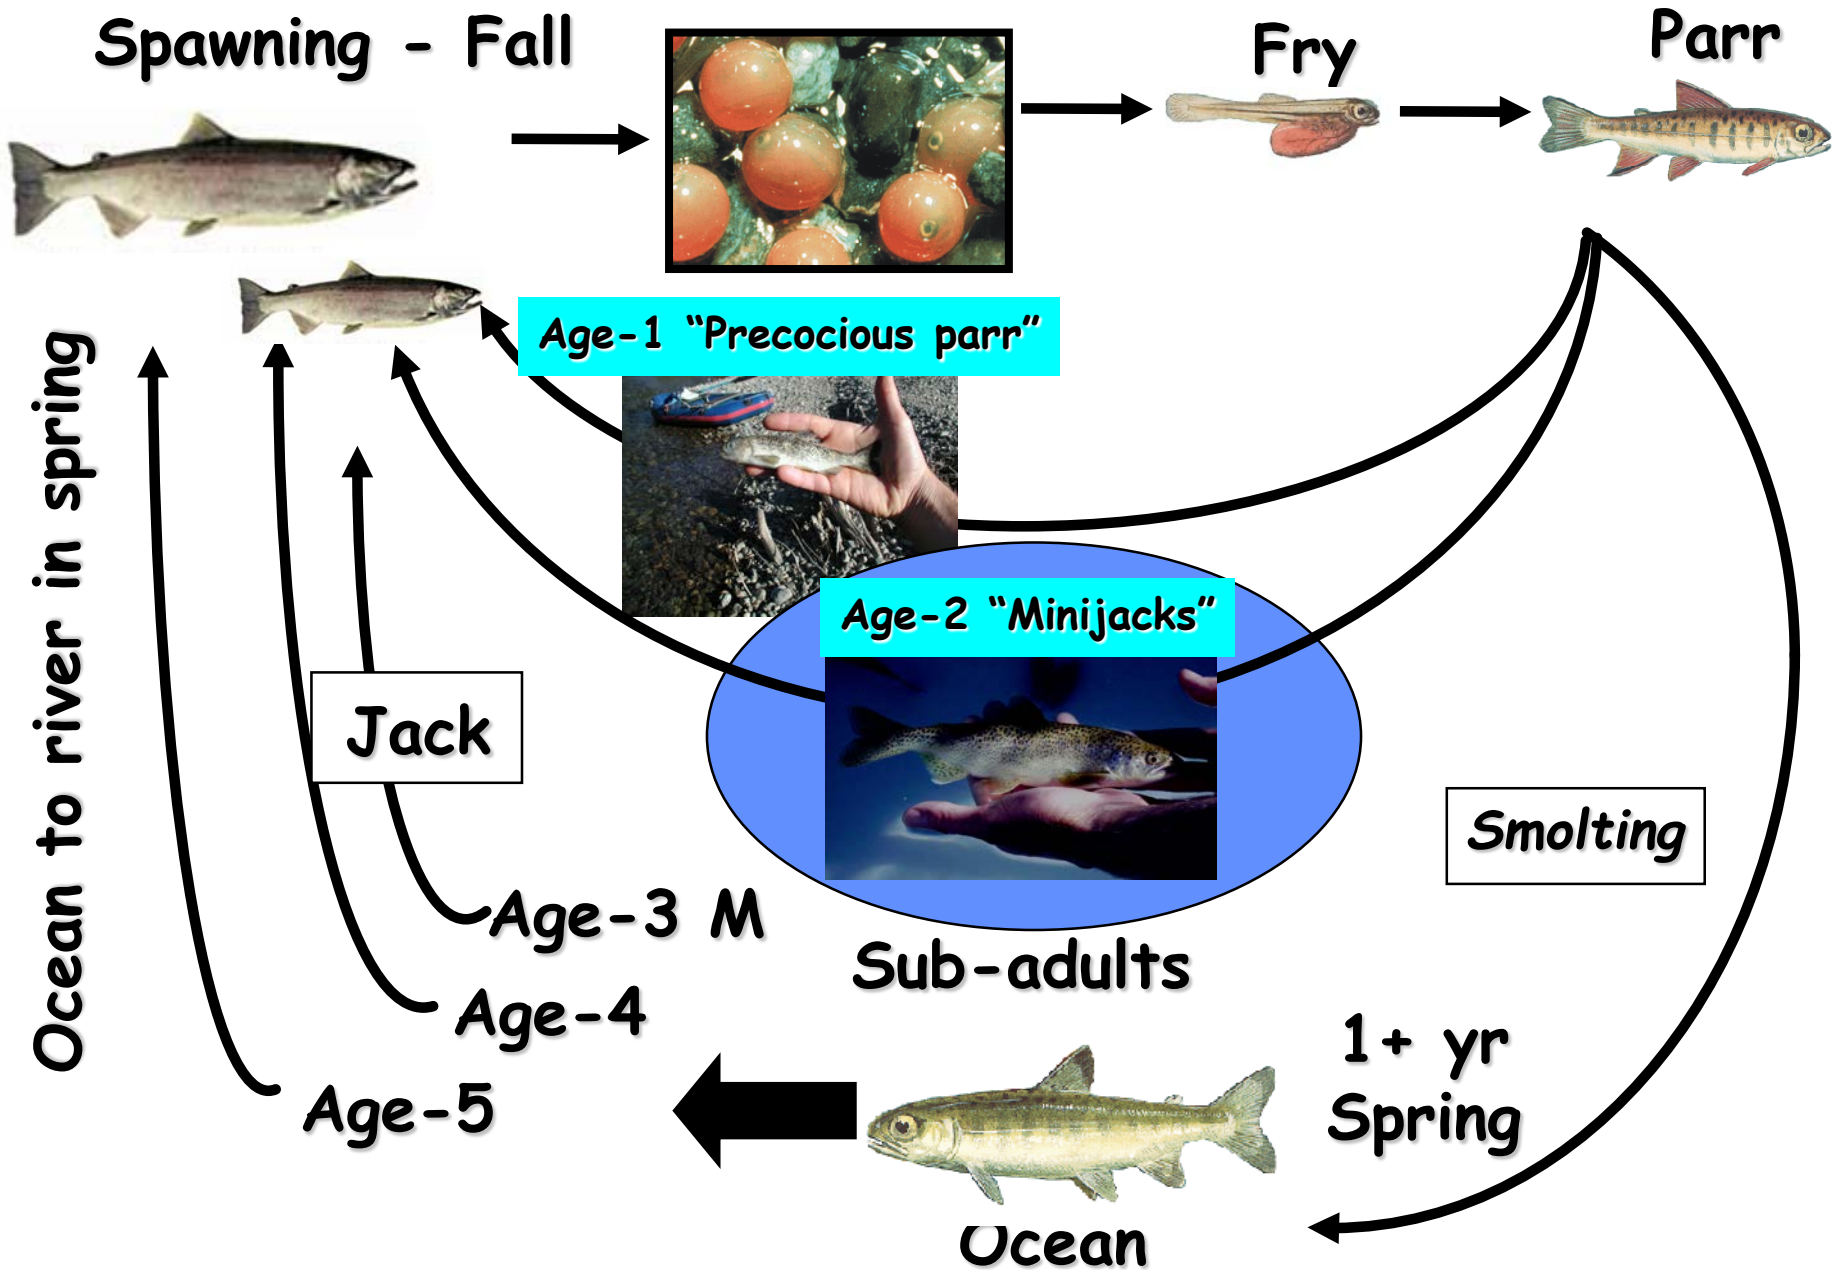 Spawning - Fall
Fry
Parr
Age-1 “Precocious parr”
Ocean to river in spring
Age-2 “Minijacks”
Jack
Smolting
Age-3 M
Sub-adults
Age-4
1+ yr
Spring
Age-5
Ocean